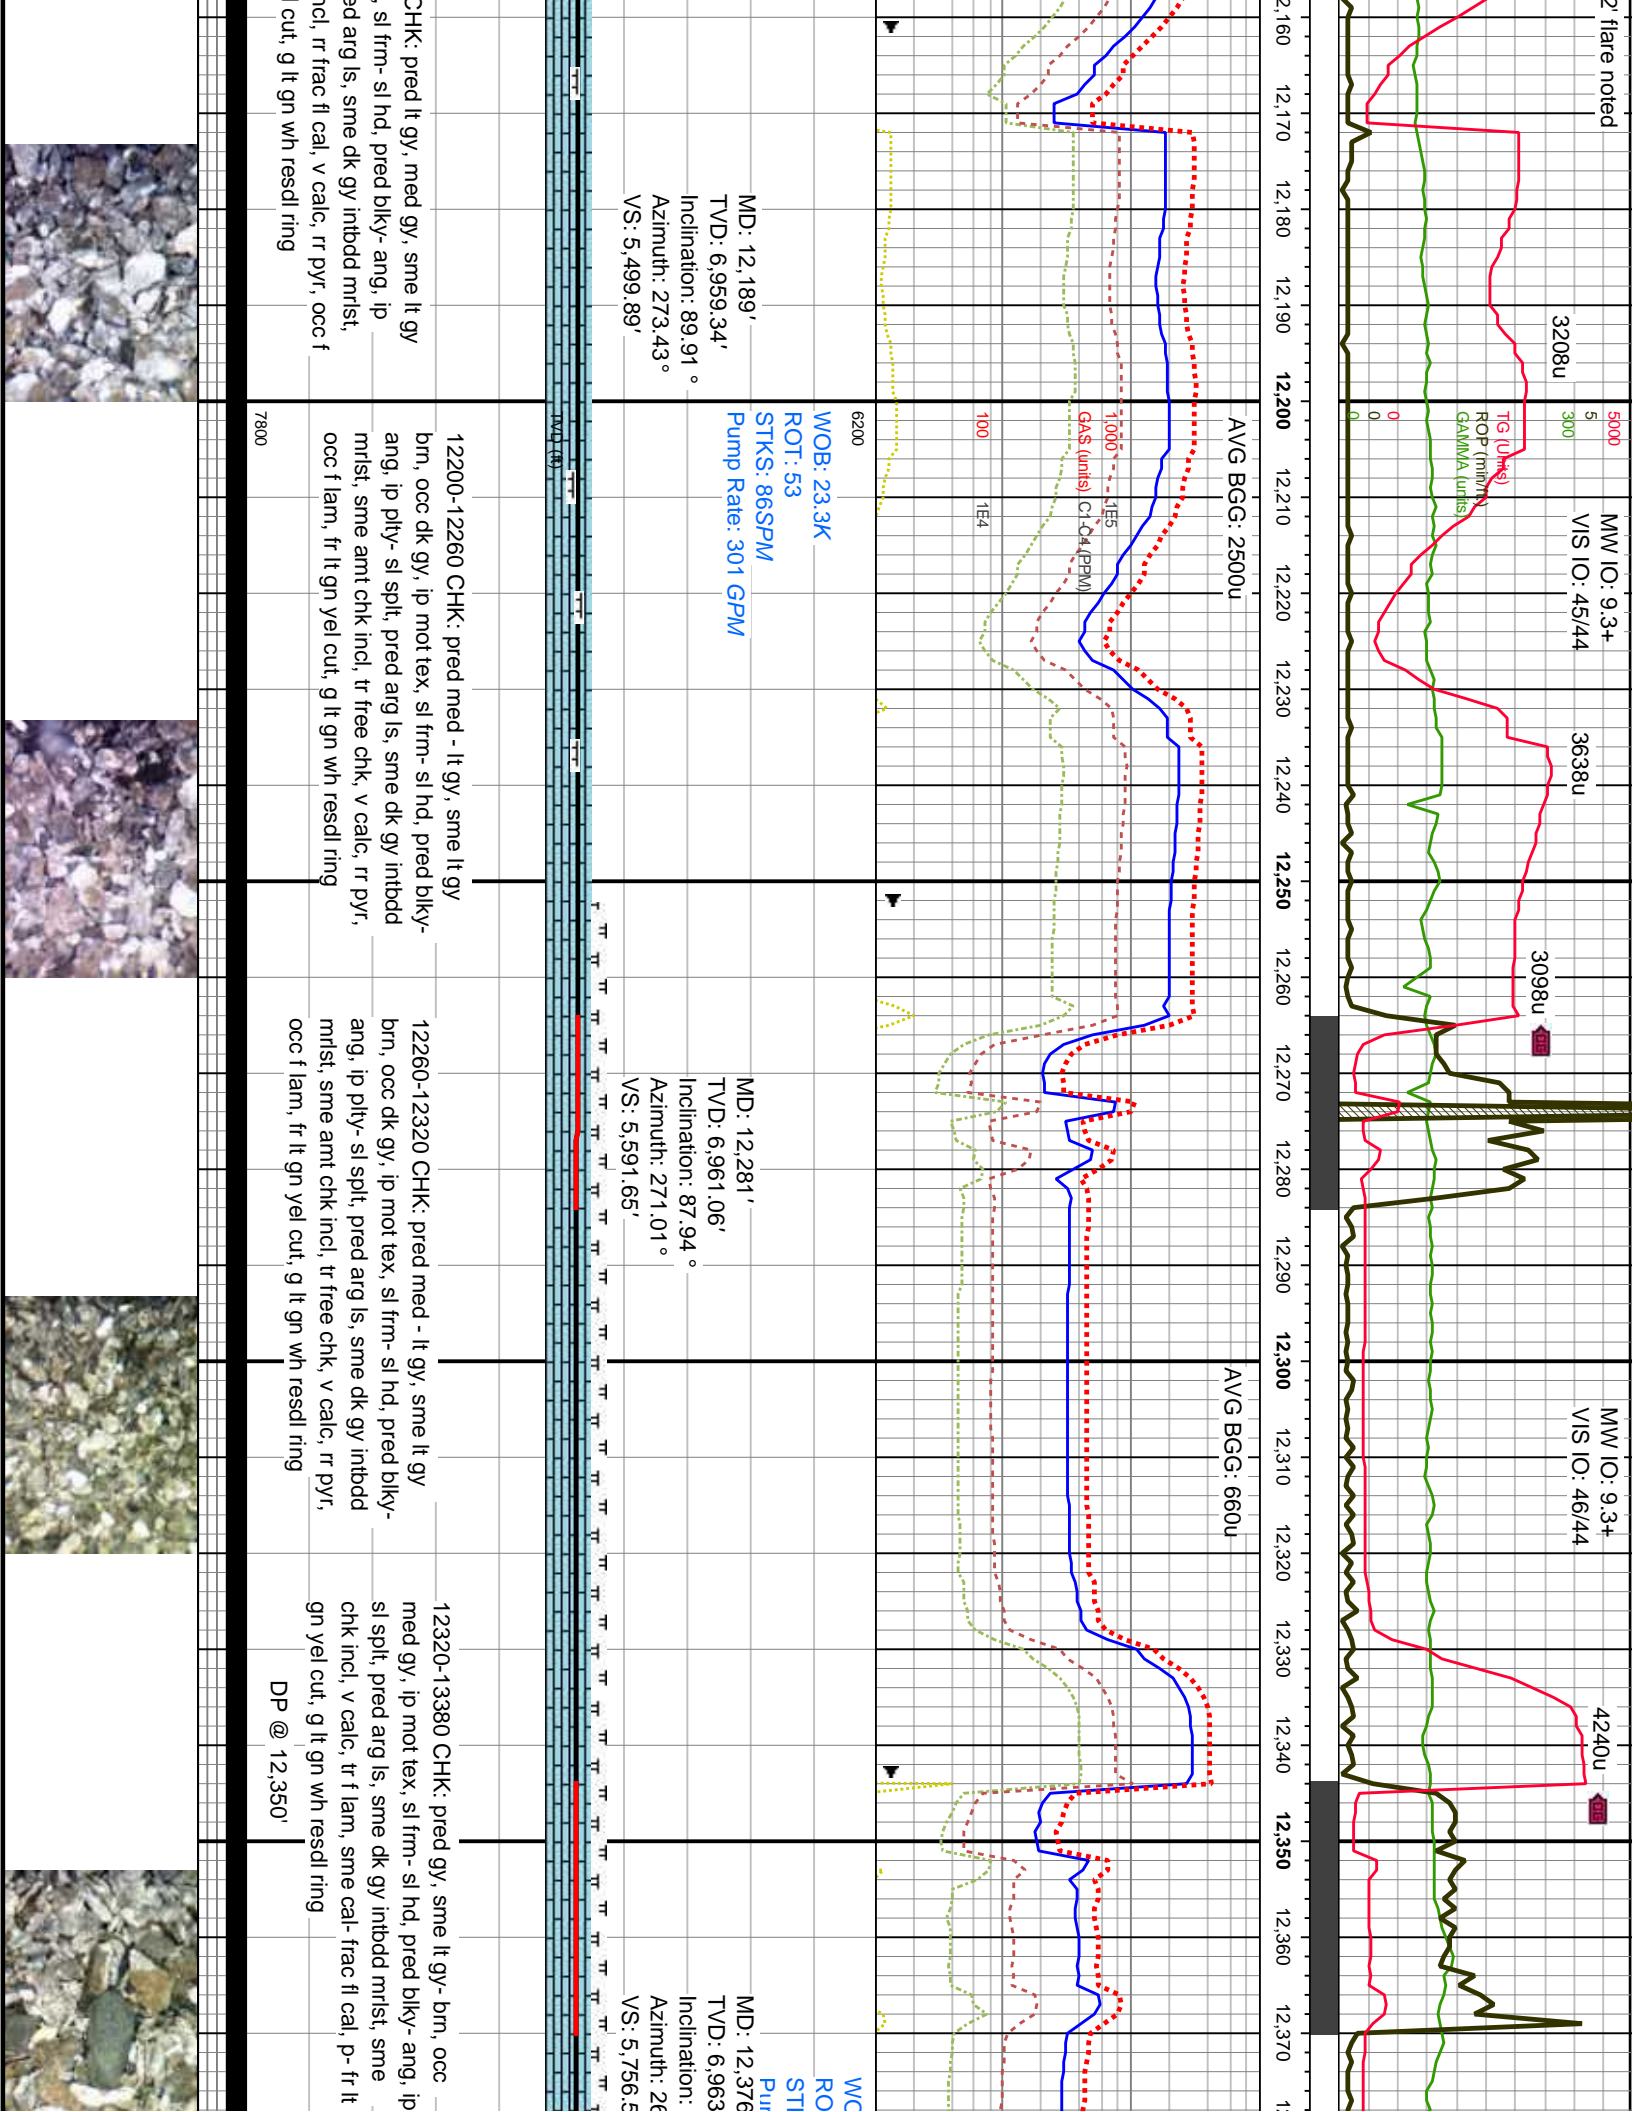 2' flare noted
3208u
MW IO: 9.3+
VIS IO: 45/44
3638u
3098u
MW IO: 9.3+
VIS IO: 46/44
4240u
5000
300
5
TG (Units)
ROP (min/ft.)
GAMMA (units)
0
0
0
12,170
12,180
12,190
12,200
12,210
12,220
12,230
12,240
12,250
12,260
12,270
12,280
12,290
12,300
12,310
12,320
12,330
12,340
12,350
12,360
12,370
AVG BGG: 2500u
AVG BGG: 660u
1,000
1E5
GAS (units)
C1-C4 (PPM)
100
1E4
6200
WOB: 23.3K
ROT: 53
STKS: 86SPM
Pump Rate: 301 GPM
MD: 12,189'
TVD: 6,959.34'
Inclination: 89.91 °
Azimuth: 273.43°
VS: 5,499.89'
MD: 12,281'
TVD: 6,961.06'
Inclination: 87.94 °
Azimuth: 271.01°
VS: 5,591.65'
MD: 12,376
TVD: 6,963
Inclination:
Azimuth: 26
VS: 5,756.5
TVD (ft)
7800
CHK: pred lt gy, med gy, sme lt gy
, sl frm- sl hd, pred blky- ang, ip
ed arg ls, sme dk gy intbdd mrlst,
ncl, rr frac fl cal, v calc, rr pyr, occ f
l cut, g lt gn wh resdl ring
12200-12260 CHK: pred med - lt gy, sme lt gy
brn, occ dk gy, ip mot tex, sl frm- sl hd, pred blky-
ang, ip plty- sl splt, pred arg ls, sme dk gy intbdd
mrlst, sme amt chk incl, tr free chk, v calc, rr pyr,
occ f lam, fr lt gn yel cut, g lt gn wh resdl ring
12260-12320 CHK: pred med - lt gy, sme lt gy
brn, occ dk gy, ip mot tex, sl frm- sl hd, pred blky-
ang, ip plty- sl splt, pred arg ls, sme dk gy intbdd
mrlst, sme amt chk incl, tr free chk, v calc, rr pyr,
occ f lam, fr lt gn yel cut, g lt gn wh resdl ring
12320-13380 CHK: pred gy, sme lt gy- brn, occ
med gy, ip mot tex, sl frm- sl hd, pred blky- ang, ip
sl splt, pred arg ls, sme dk gy intbdd mrlst, sme
chk incl, v calc, tr f lam, sme cal- frac fl cal, p- fr lt
gn yel cut, g lt gn wh resdl ring
DP @ 12,350'